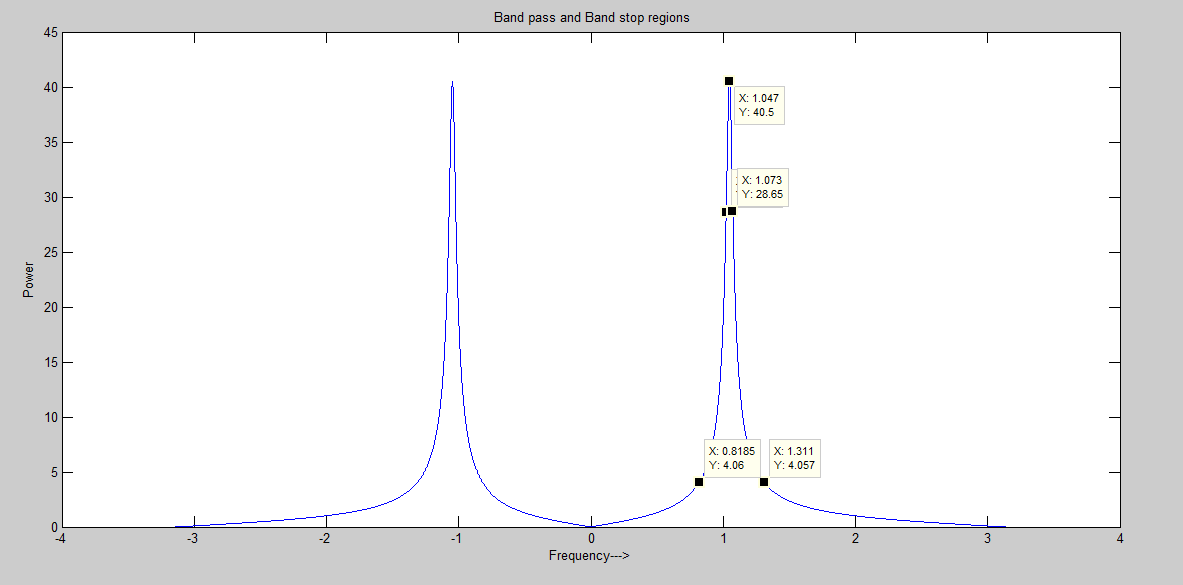 Band pass and Band stop regions
45
40
35
30
25
20
15
10
5
0
Power
X: 1.047
Y: 40.5
X: 1.073
Y: 28.65
X: 0.8185
Y: 4.06
X: 1.311
Y: 4.057
-4 -3 -2 -1 0 1 2 3 4
Frequency--->